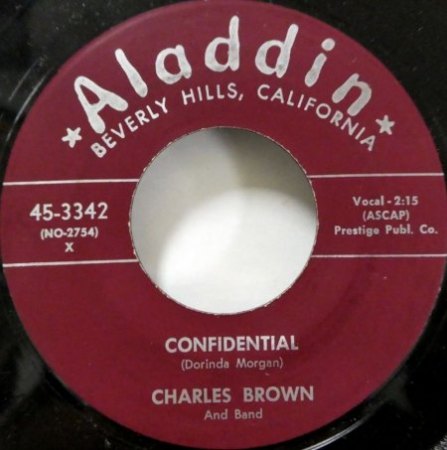 ★ Aladdin ★
BEVERLY HILLS, CALIFORNIA
45-3342
(NO-2754)
X
Vocal - 2:15
(ASCAP)
Prestige Publ. Co.
CONFIDENTIAL
(Dorinda Morgan)
CHARLES BROWN
And Band